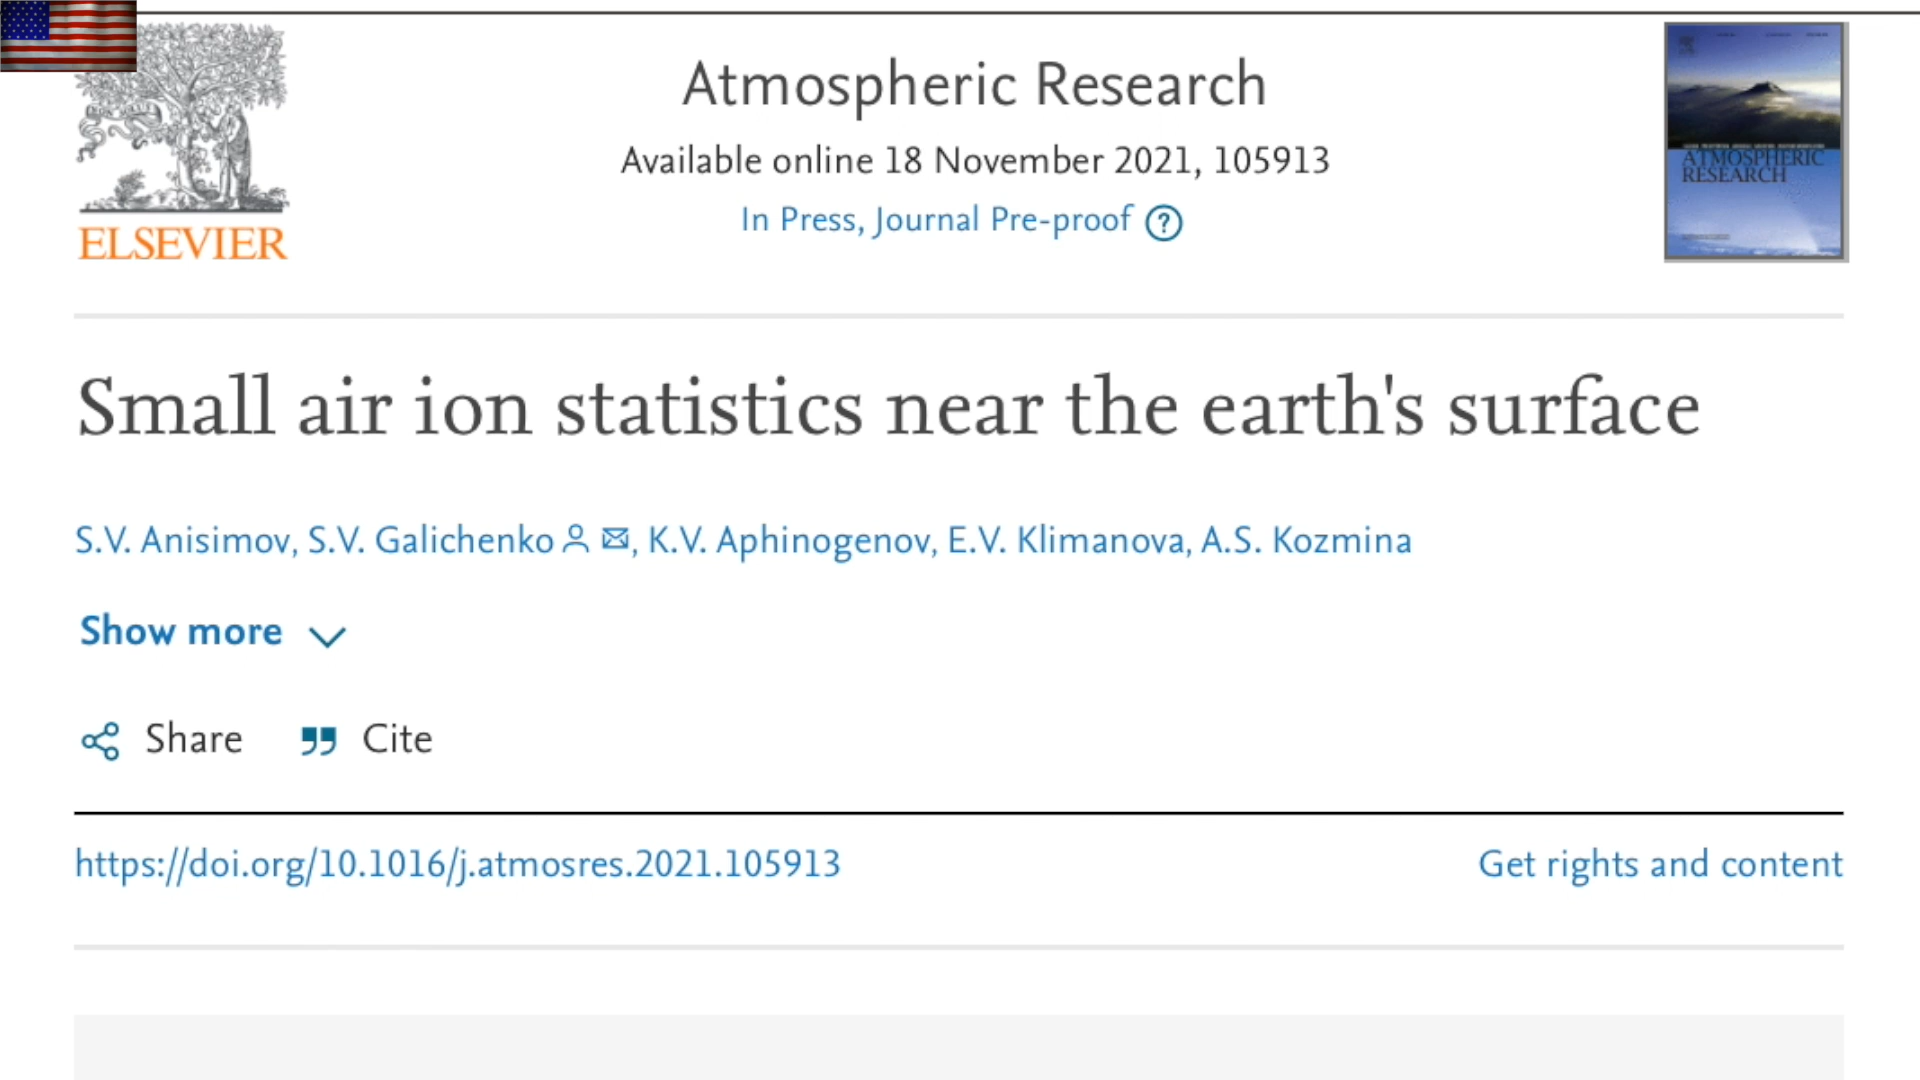 Atmospheric Research
Available online 18 November 2021, 105913
In Press, Journal Pre-proof ?
ELSEVIER
ATMOSPHERIC
RESEARCH
Small air ion statistics near the earth's surface
S.V. Anisimov, S.V. Galichenko, K.V. Aphinogenov, E.V. Klimanova, A.S. Kozmina
Show more
Share Cite
https://doi.org/10.1016/j.atmosres.2021.105913 Get rights and content